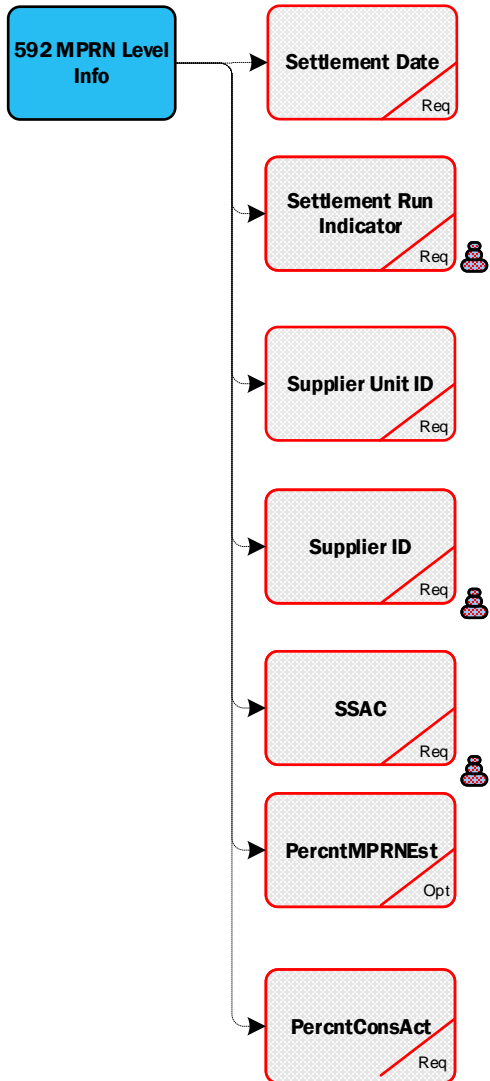 592 MPRN Level
Info
Settlement Date
Req
Settlement Run
Indicator
Req
Supplier Unit ID
Req
Supplier ID
Req
SSAC
Req
PercntMPRNEst
Opt
PercntConsAct
Req